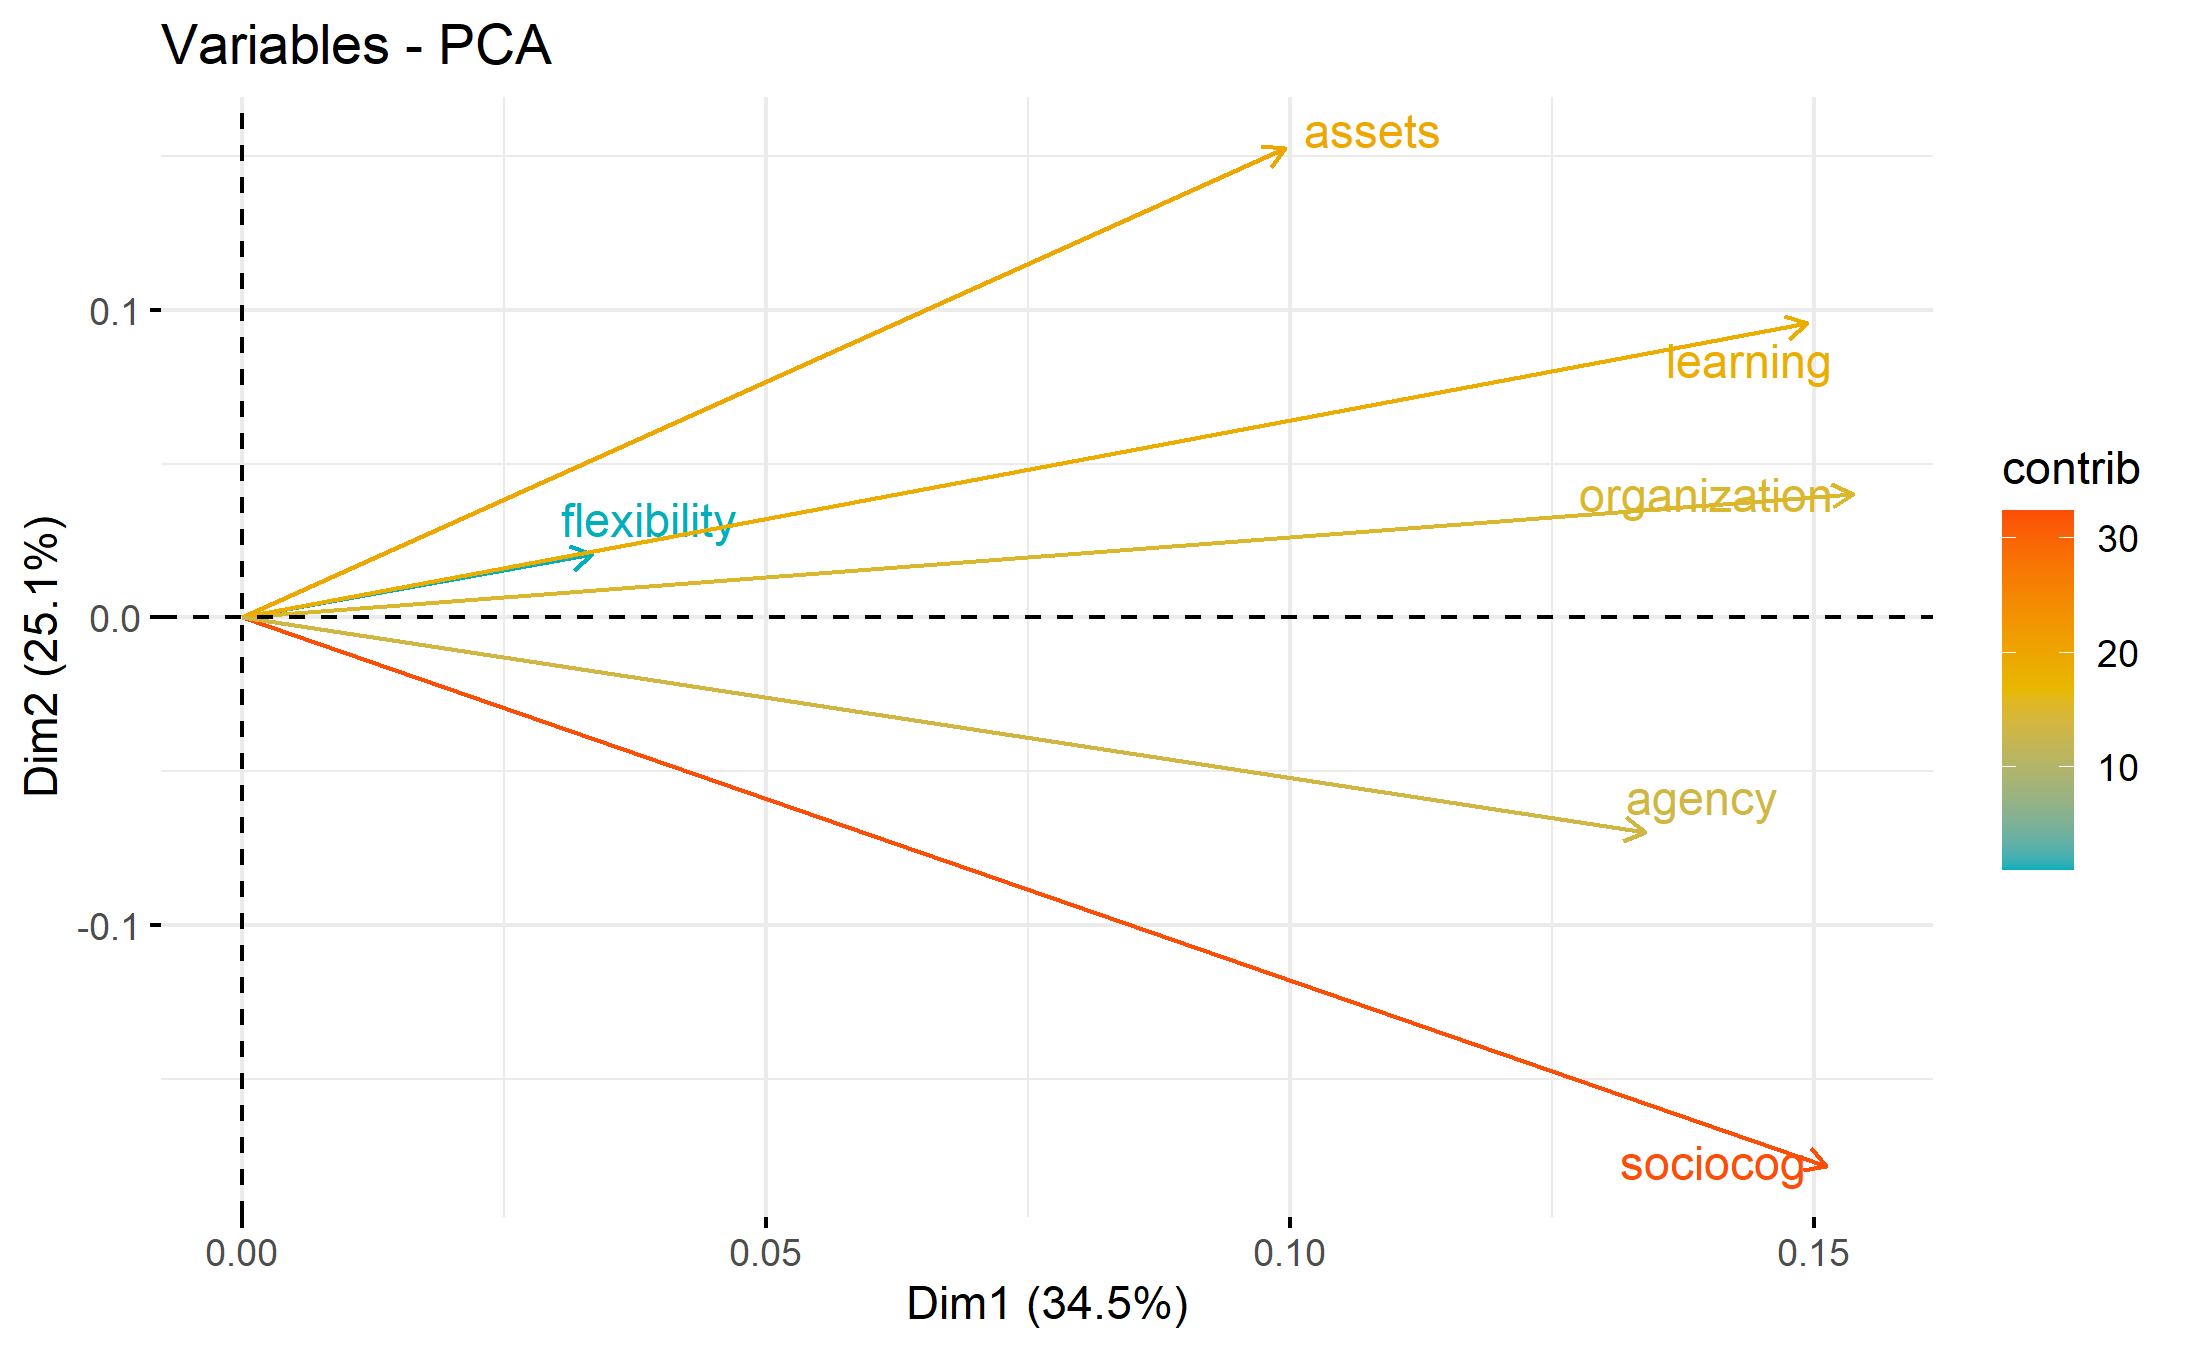 Variables - PCA
assets
learning
organization
flexibility
agency
sociocog
0.1
0.0
-0.1
Dim2 (25.1%)
0.00 0.05 0.10 0.15
Dim1 (34.5%)
contrib
30
20
10